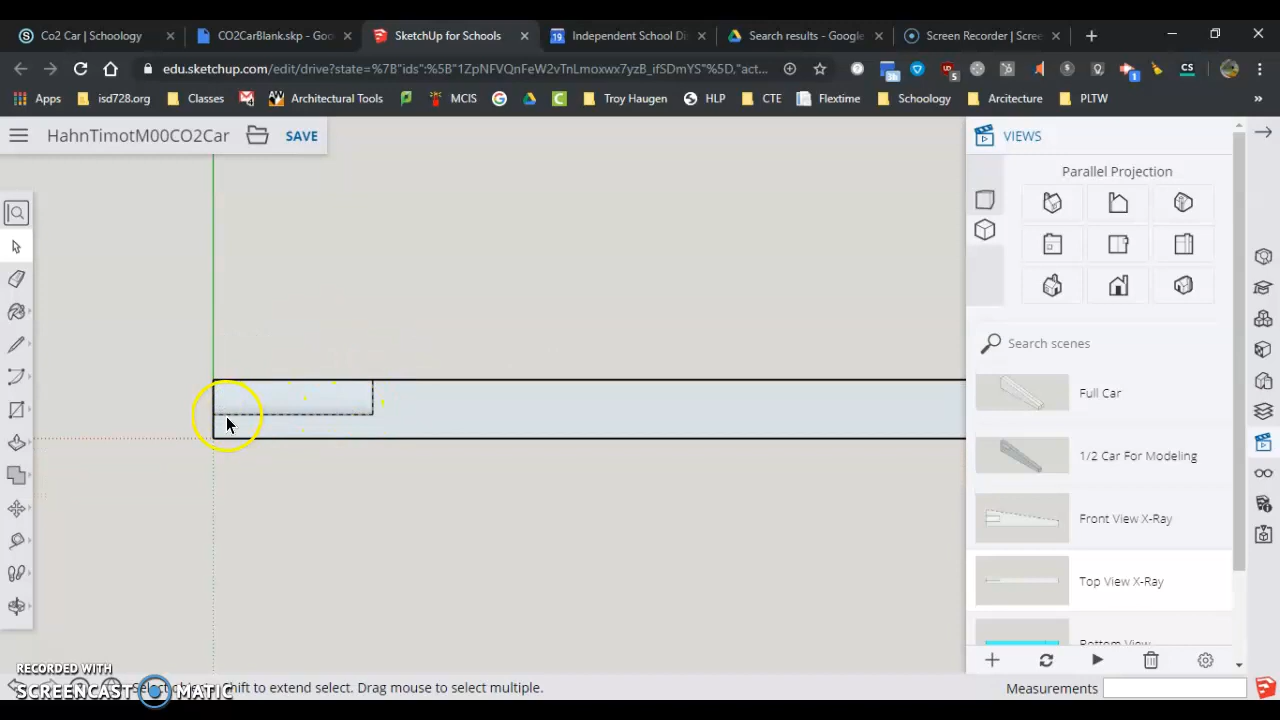 Co2 Car | Schoology
CO2CarBlank.skp - Goo
SketchUp for Schools
Independent School Di
Search results - Google
Screen Recorder | Scree
edu.sketchup.com/edit/drive?state=%7B"ids":%5B"1ZpNFVQnFeW2vTnLmoxwx7yzB_ifSDmYS"%5D,"act...
Apps
isd728.org
Classes
Architectural Tools
MCIS
Troy Haugen
HLP
CTE
Flextime
Schoology
Arcitecture
PLTW
»
HahnTimotM00CO2Car
SAVE
VIEWS
Parallel Projection
Search scenes
Full Car
1/2 Car For Modeling
Front View X-Ray
Top View X-Ray
Bottom View
RECORDED WITH
SCREENCAST MATIC
Shift to extend select. Drag mouse to select multiple.
Measurements